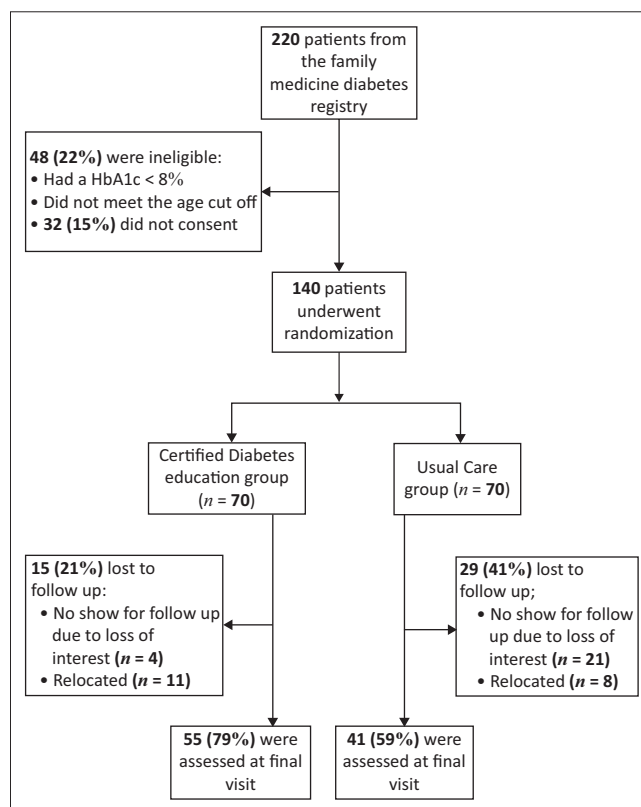 220 patients from
the family
medicine diabetes
registry
48 (22%) were ineligible:
• Had a HbA1c < 8%
• Did not meet the age cut off
• 32 (15%) did not consent
140 patients
underwent
randomization
Certified Diabetes
education group
(n = 70)
Usual Care
group (n = 70)
15 (21%) lost to
follow up:
• No show for follow up
due to loss of
interest (n = 4)
• Relocated (n = 11)
29 (41%) lost to
follow up;
• No show for follow
up due to loss of
interest (n = 21)
• Relocated (n = 8)
55 (79%) were
assessed at final
visit
41 (59%) were
assessed at final
visit